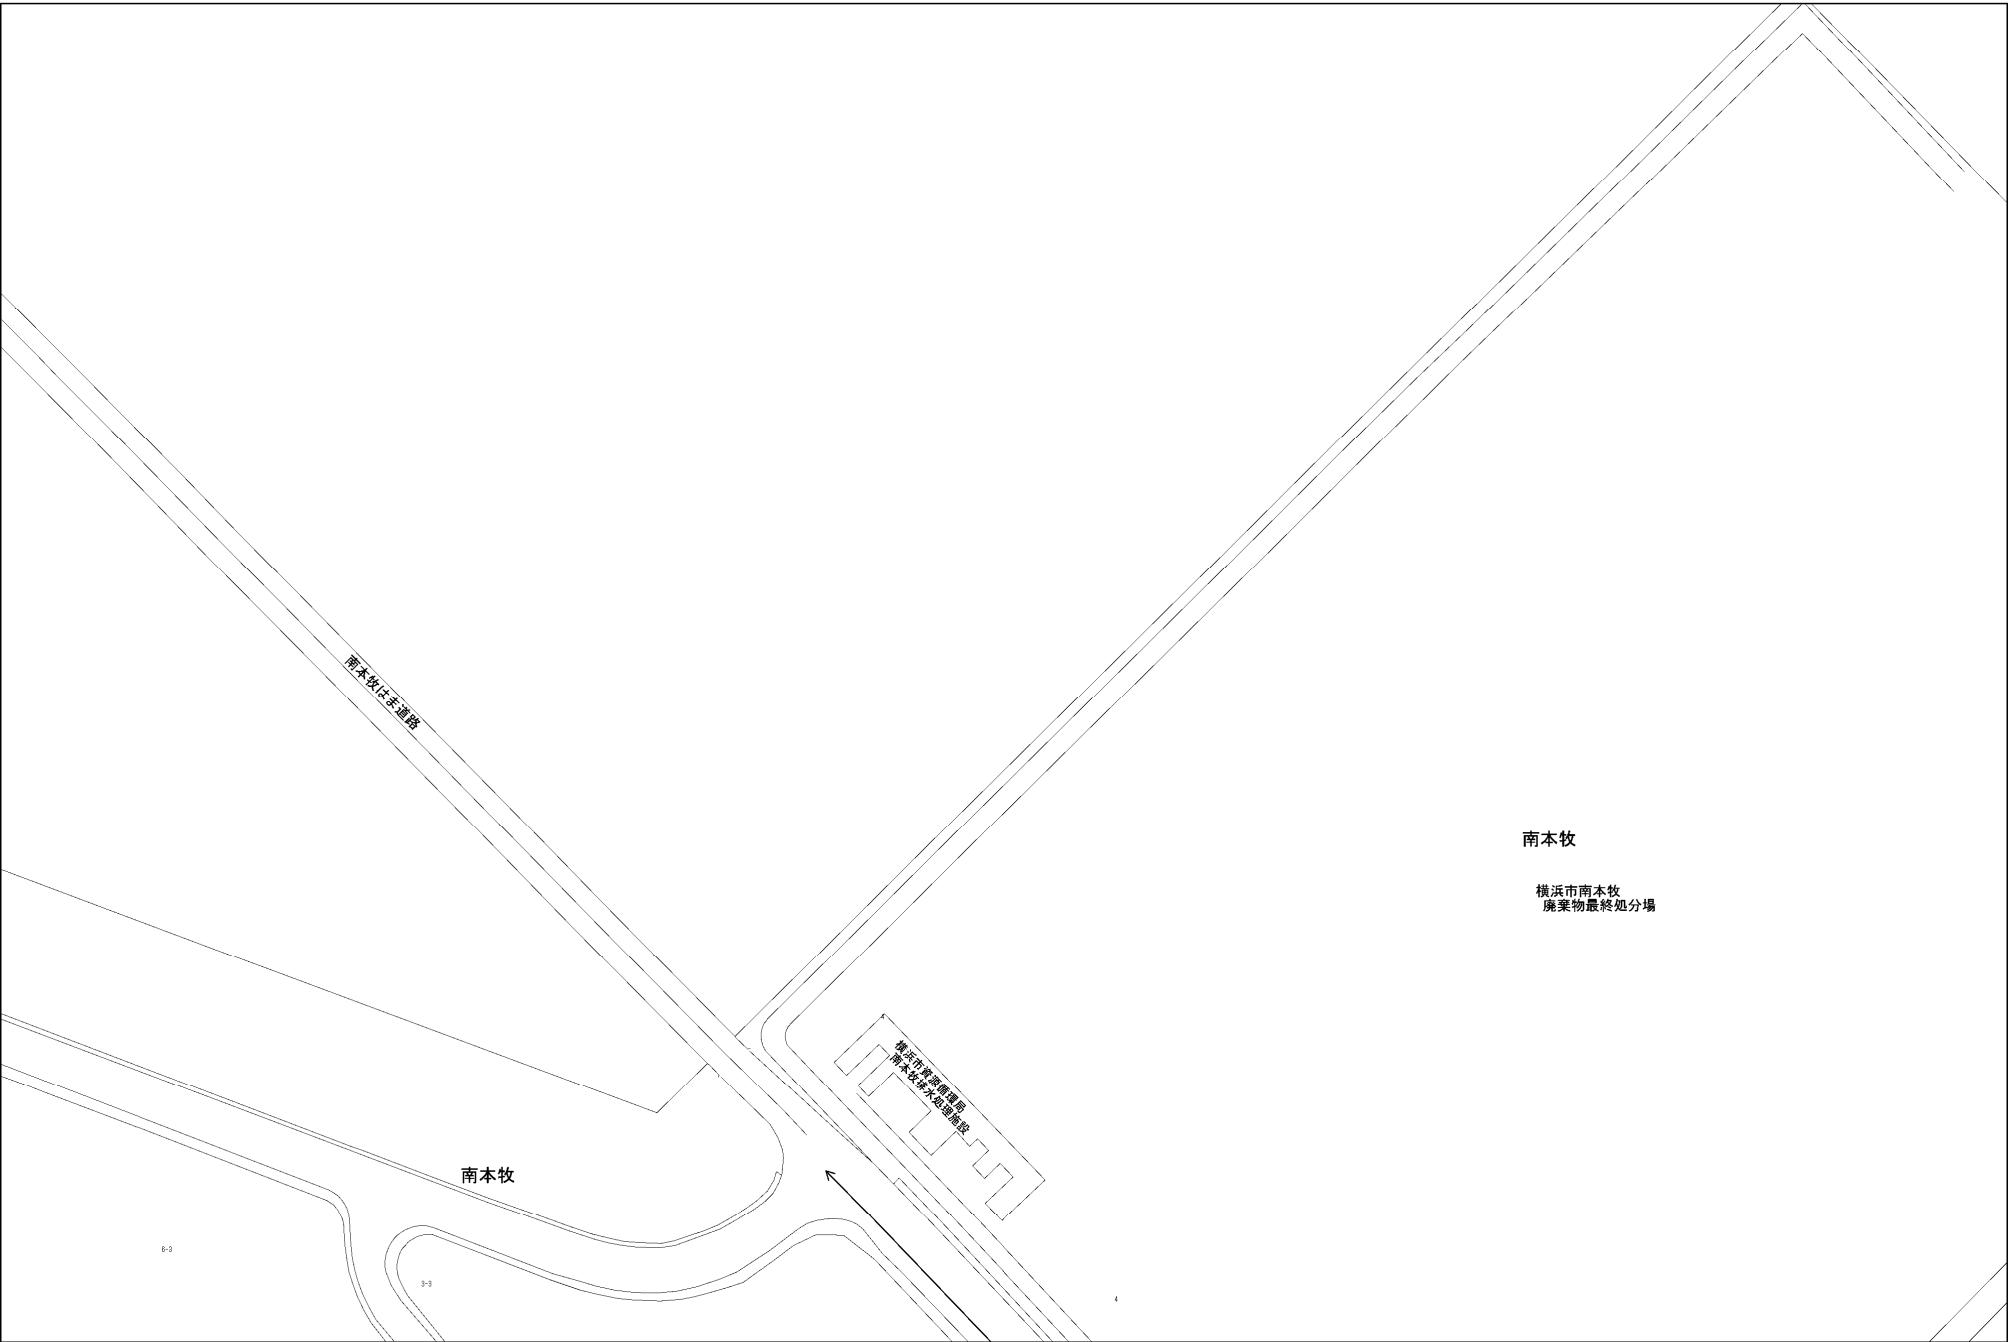 南本牧はま道路
南本牧
横浜市南本牧
廃棄物最終処分場
4
横浜市資源循環局
南本牧排水処理施設
南本牧
6-3
3-3
4